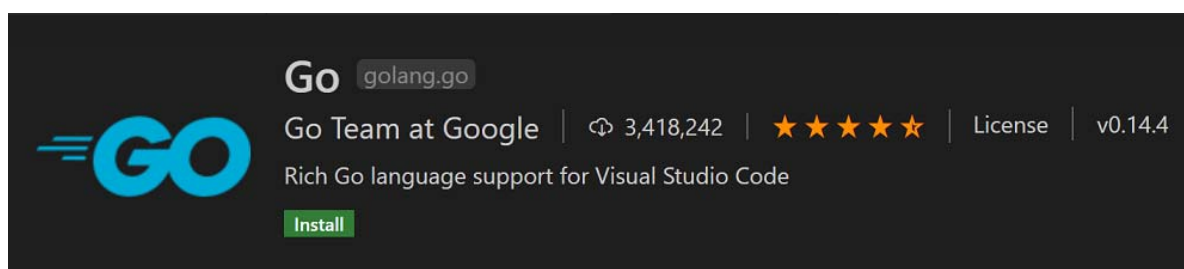 GO
Go golang.go
Go Team at Google 3,418,242 License v0.14.4
Rich Go language support for Visual Studio Code
Install